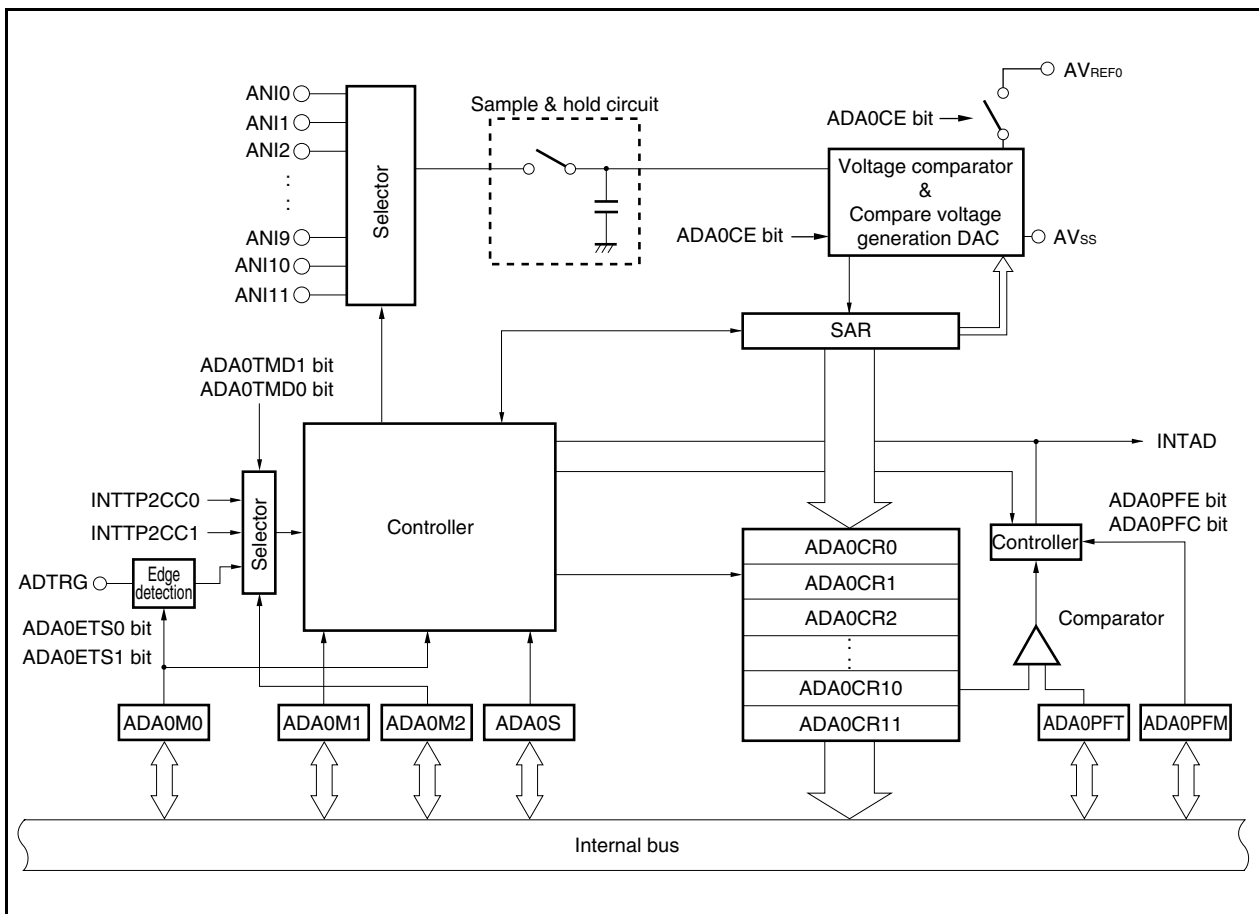 ANI0
ANI1
ANI2
ANI9
ANI10
ANI11
Selector
Sample & hold circuit
AVREF0
ADA0CE bit
Voltage comparator
&
Compare voltage
generation DAC
ADA0CE bit
AVSS
SAR
ADA0TMD1 bit
ADA0TMD0 bit
INTTP2CC0
INTTP2CC1
Selector
ADTRG
Edge
detection
ADA0ETS0 bit
ADA0ETS1 bit
Controller
INTAD
ADA0PFE bit
ADA0PFC bit
Controller
Comparator
ADA0CR0
ADA0CR1
ADA0CR2
ADA0CR10
ADA0CR11
ADA0M0
ADA0M1
ADA0M2
ADA0S
ADA0PFT
ADA0PFM
Internal bus